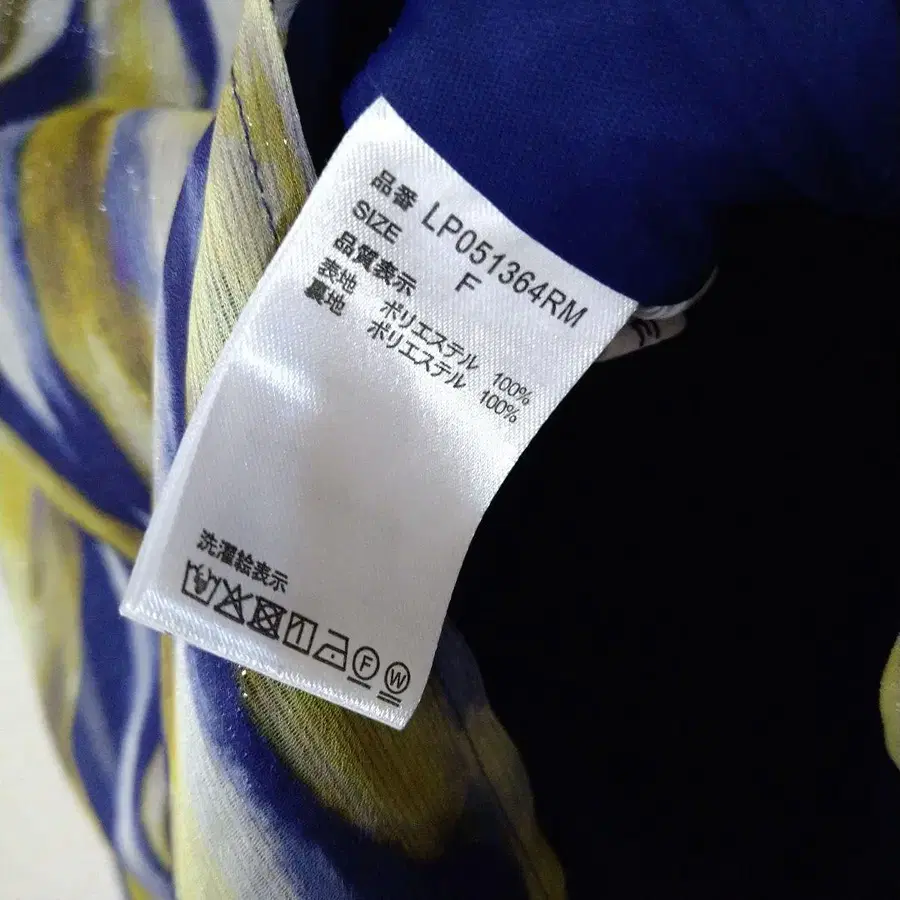 品番 LP051364RM
SIZE F
品質表示
表地 ポリエステル 100%
裏地 ポリエステル 100%
洗濯絵表示
F W